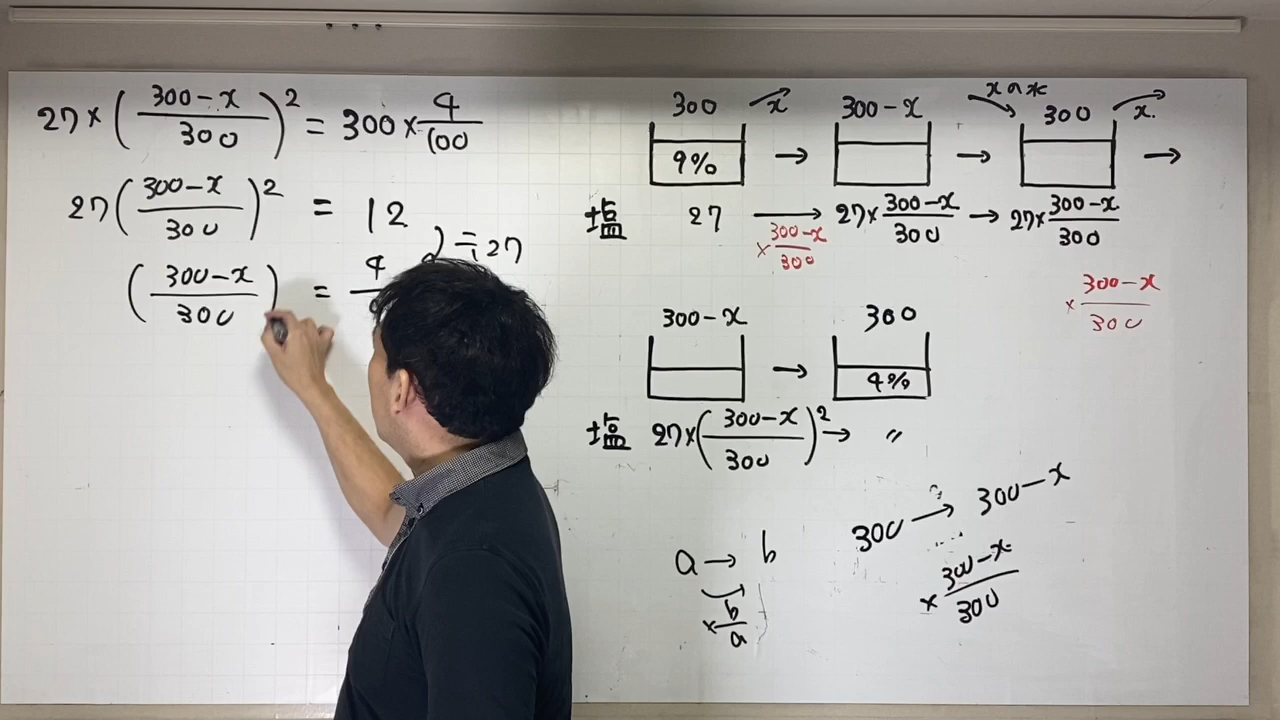 27×((300-x)/300)² = 300×4/100
27((300-x)/300)² = 12
÷27
((300-x)/300) = 4/
300 x 300-x xの水 300 x.
9%
塩 27 → 27×(300-x)/300 → 27×(300-x)/300
×(300-x)/300
×(300-x)/300
300-x 300
→ 4%
塩 27×((300-x)/300)² → 〃
300 → 300-x
×(300-x)/300
a → b
×b/a